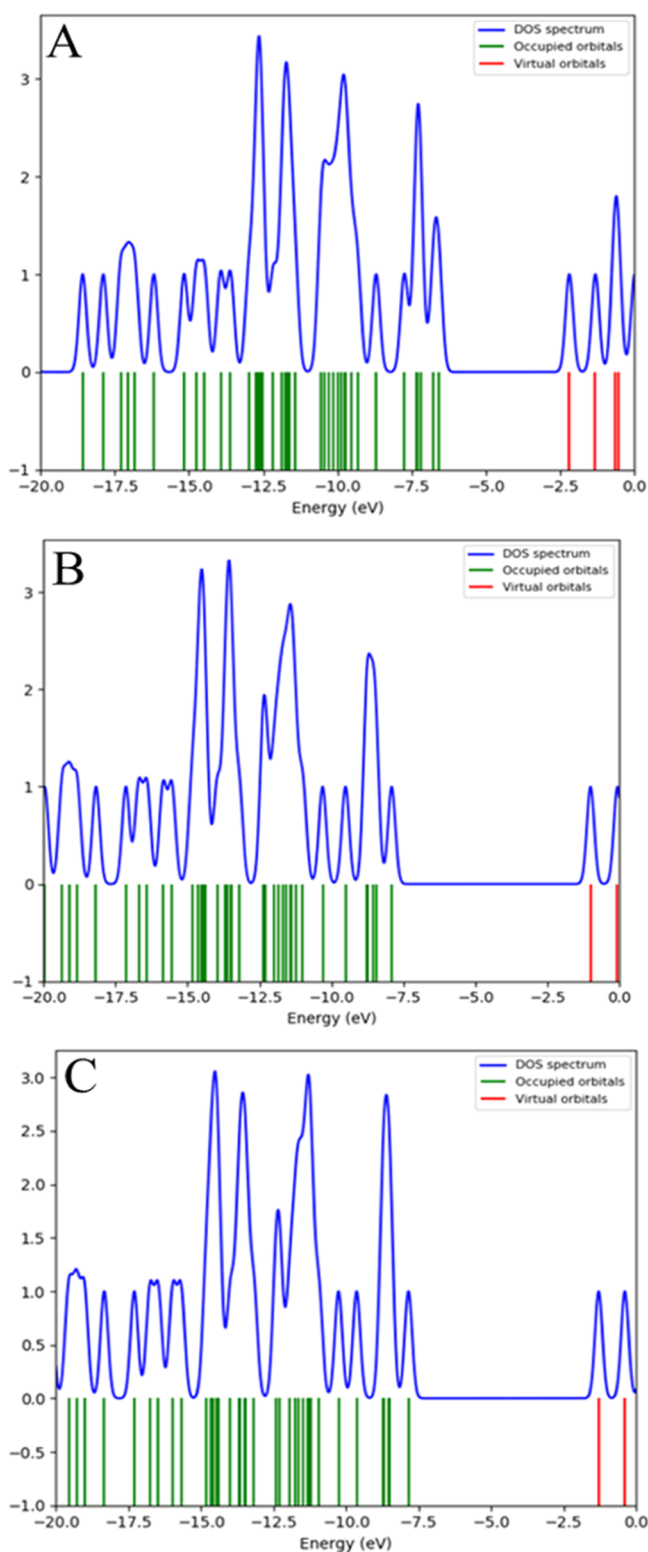 A
DOS spectrum
Occupied orbitals
Virtual orbitals
3
2
1
0
−1
−20.0 −17.5 −15.0 −12.5 −10.0 −7.5 −5.0 −2.5 0.0
Energy (eV)
B
DOS spectrum
Occupied orbitals
Virtual orbitals
3
2
1
0
−1
−20.0 −17.5 −15.0 −12.5 −10.0 −7.5 −5.0 −2.5 0.0
Energy (eV)
C
DOS spectrum
Occupied orbitals
Virtual orbitals
3.0
2.5
2.0
1.5
1.0
0.5
0.0
−0.5
−1.0
−20.0 −17.5 −15.0 −12.5 −10.0 −7.5 −5.0 −2.5 0.0
Energy (eV)